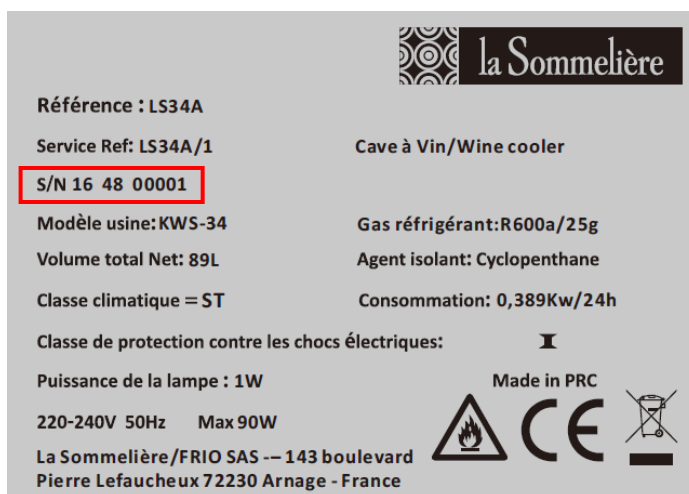 la Sommelière
Référence : LS34A
Service Ref: LS34A/1 Cave à Vin/Wine cooler
S/N 16 48 00001
Modèle usine: KWS-34 Gas réfrigérant:R600a/25g
Volume total Net: 89L Agent isolant: Cyclopenthane
Classe climatique = ST Consommation: 0,389Kw/24h
Classe de protection contre les chocs électriques: I
Puissance de la lampe : 1W Made in PRC
220-240V 50Hz Max 90W CE
La Sommelière/FRIO SAS -– 143 boulevard
Pierre Lefaucheux 72230 Arnage - France